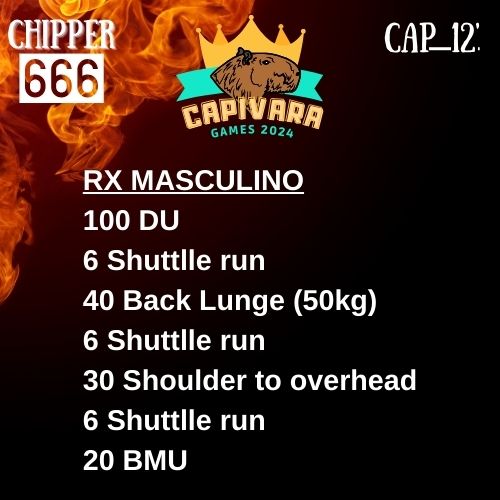 CHIPPER
666
CAP_12'
CAPIVARA
GAMES 2024
RX MASCULINO
100 DU
6 Shuttlle run
40 Back Lunge (50kg)
6 Shuttlle run
30 Shoulder to overhead
6 Shuttlle run
20 BMU